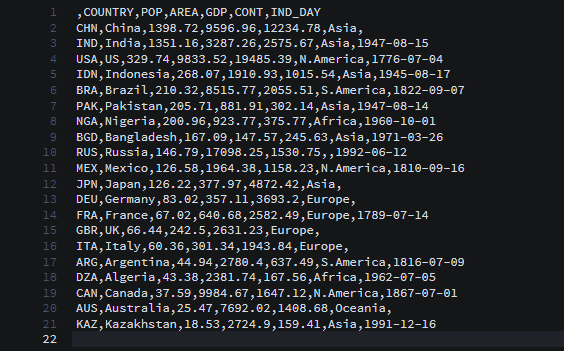 1 ,COUNTRY,POP,AREA,GDP,CONT,IND_DAY
2 CHN,China,1398.72,9596.96,12234.78,Asia,
3 IND,India,1351.16,3287.26,2575.67,Asia,1947-08-15
4 USA,US,329.74,9833.52,19485.39,N.America,1776-07-04
5 IDN,Indonesia,268.07,1910.93,1015.54,Asia,1945-08-17
6 BRA,Brazil,210.32,8515.77,2055.51,S.America,1822-09-07
7 PAK,Pakistan,205.71,881.91,302.14,Asia,1947-08-14
8 NGA,Nigeria,200.96,923.77,375.77,Africa,1960-10-01
9 BGD,Bangladesh,167.09,147.57,245.63,Asia,1971-03-26
10 RUS,Russia,146.79,17098.25,1530.75,,1992-06-12
11 MEX,Mexico,126.58,1964.38,1158.23,N.America,1810-09-16
12 JPN,Japan,126.22,377.97,4872.42,Asia,
13 DEU,Germany,83.02,357.11,3693.2,Europe,
14 FRA,France,67.02,640.68,2582.49,Europe,1789-07-14
15 GBR,UK,66.44,242.5,2631.23,Europe,
16 ITA,Italy,60.36,301.34,1943.84,Europe,
17 ARG,Argentina,44.94,2780.4,637.49,S.America,1816-07-09
18 DZA,Algeria,43.38,2381.74,167.56,Africa,1962-07-05
19 CAN,Canada,37.59,9984.67,1647.12,N.America,1867-07-01
20 AUS,Australia,25.47,7692.02,1408.68,Oceania,
21 KAZ,Kazakhstan,18.53,2724.9,159.41,Asia,1991-12-16
22